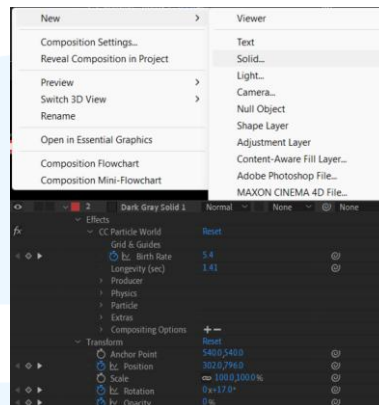 New >
Composition Settings...
Reveal Composition in Project
Preview >
Switch 3D View >
Rename
Open in Essential Graphics
Composition Flowchart
Composition Mini-Flowchart
Viewer
Text
Solid...
Light...
Camera...
Null Object
Shape Layer
Adjustment Layer
Content-Aware Fill Layer...
Adobe Photoshop File...
MAXON CINEMA 4D File...
2 Dark Gray Solid 1 Normal None None
Effects
fx CC Particle World Reset
Grid & Guides
Birth Rate 5.4
Longevity (sec) 1.41
Producer
Physics
Particle
Extras
Compositing Options + –
Transform Reset
Anchor Point 540.0,540.0
Position 302.0,796.0
Scale 100.0,100.0%
Rotation 0x+17.0°
Opacity 0%